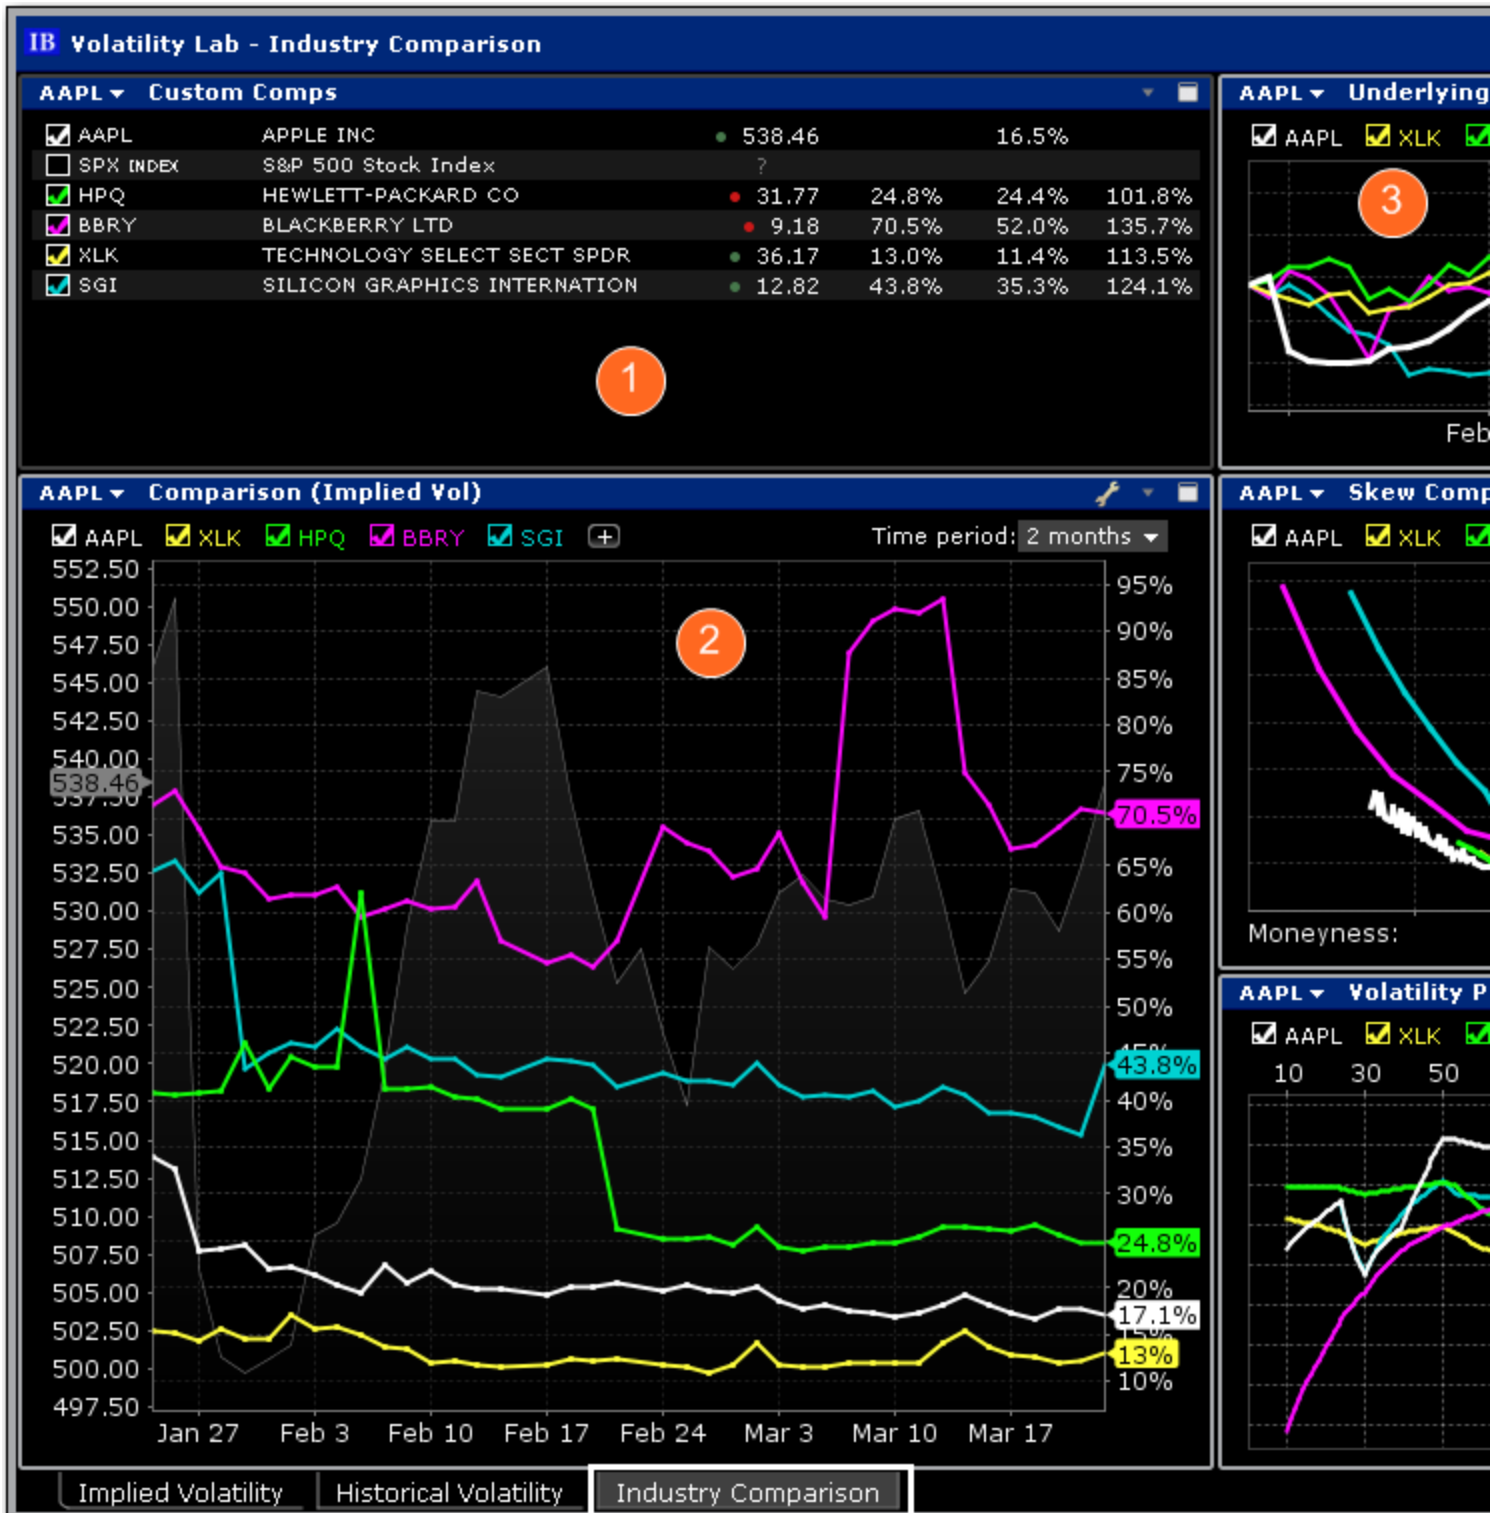 IB Volatility Lab - Industry Comparison
AAPL Custom Comps
AAPL APPLE INC 538.46 16.5%
SPX INDEX S&P 500 Stock Index ?
HPQ HEWLETT-PACKARD CO 31.77 24.8% 24.4% 101.8%
BBRY BLACKBERRY LTD 9.18 70.5% 52.0% 135.7%
XLK TECHNOLOGY SELECT SECT SPDR 36.17 13.0% 11.4% 113.5%
SGI SILICON GRAPHICS INTERNATION 12.82 43.8% 35.3% 124.1%
1
AAPL Underlying
AAPL XLK
3
Feb
AAPL Comparison (Implied Vol)
AAPL XLK HPQ BBRY SGI + Time period: 2 months
2
552.50
550.00
547.50
545.00
542.50
540.00
538.46
537.50
535.00
532.50
530.00
527.50
525.00
522.50
520.00
517.50
515.00
512.50
510.00
507.50
505.00
502.50
500.00
497.50
95%
90%
85%
80%
75%
70.5%
65%
60%
55%
50%
45%
43.8%
40%
35%
30%
24.8%
20%
17.1%
15%
13%
10%
Jan 27 Feb 3 Feb 10 Feb 17 Feb 24 Mar 3 Mar 10 Mar 17
AAPL Skew Comp
AAPL XLK
Moneyness:
AAPL Volatility P
AAPL XLK
10 30 50
Implied Volatility Historical Volatility Industry Comparison